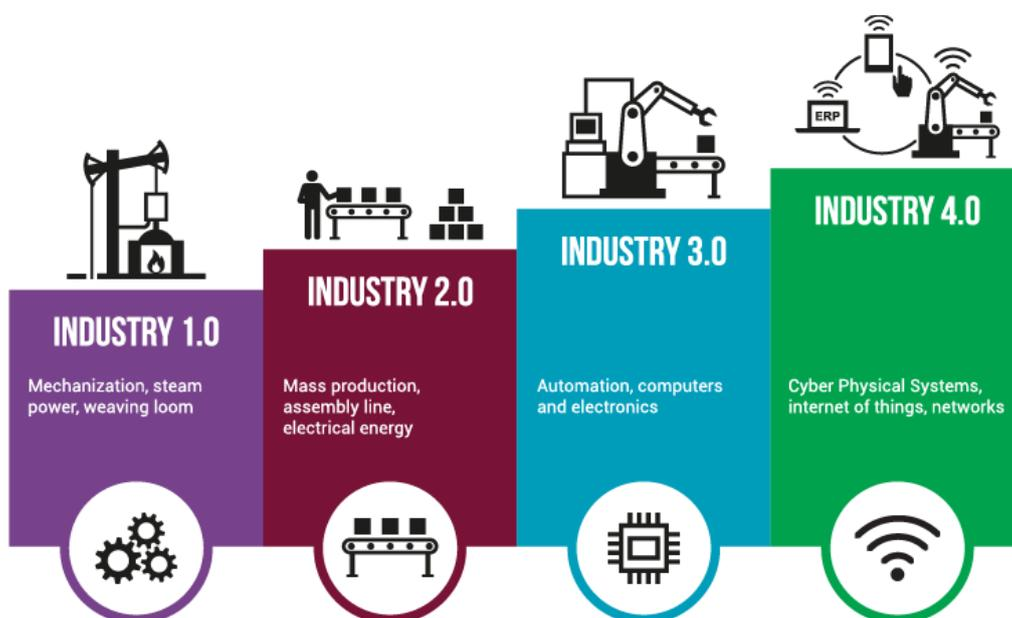 ERP
INDUSTRY 4.0
INDUSTRY 3.0
INDUSTRY 2.0
INDUSTRY 1.0
Mechanization, steam
power, weaving loom
Mass production,
assembly line,
electrical energy
Automation, computers
and electronics
Cyber Physical Systems,
internet of things, networks